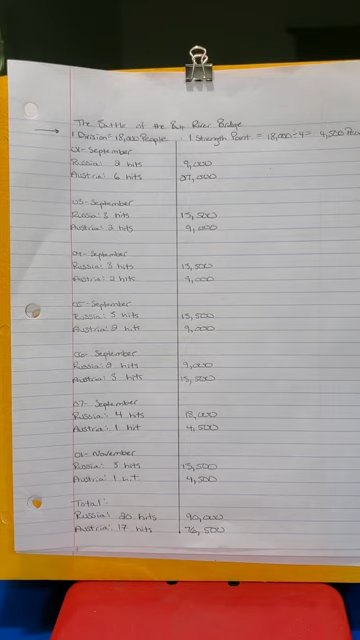 The Battle of the Bug River Bridge
1 Division = 18,000 People 1 Strength Point = 18,000 ÷ 4 = 4,500 Peo
01- September
Russia: 2 hits 9,000
Austria: 6 hits 27,000
03- September
Russia: 3 hits 13,500
Austria: 2 hits 9,000
04- September
Russia: 3 hits 13,500
Austria: 2 hits 9,000
05- September
Russia: 3 hits 13,500
Austria: 2 hits 9,000
06- September
Russia: 2 hits 9,000
Austria: 3 hits 13,500
07- September
Russia: 4 hits 18,000
Austria: 1 hit 4,500
01- November
Russia: 3 hits 13,500
Austria: 1 hit 4,500
Total:
Russia: 20 hits 90,000
Austria: 17 hits 76,500